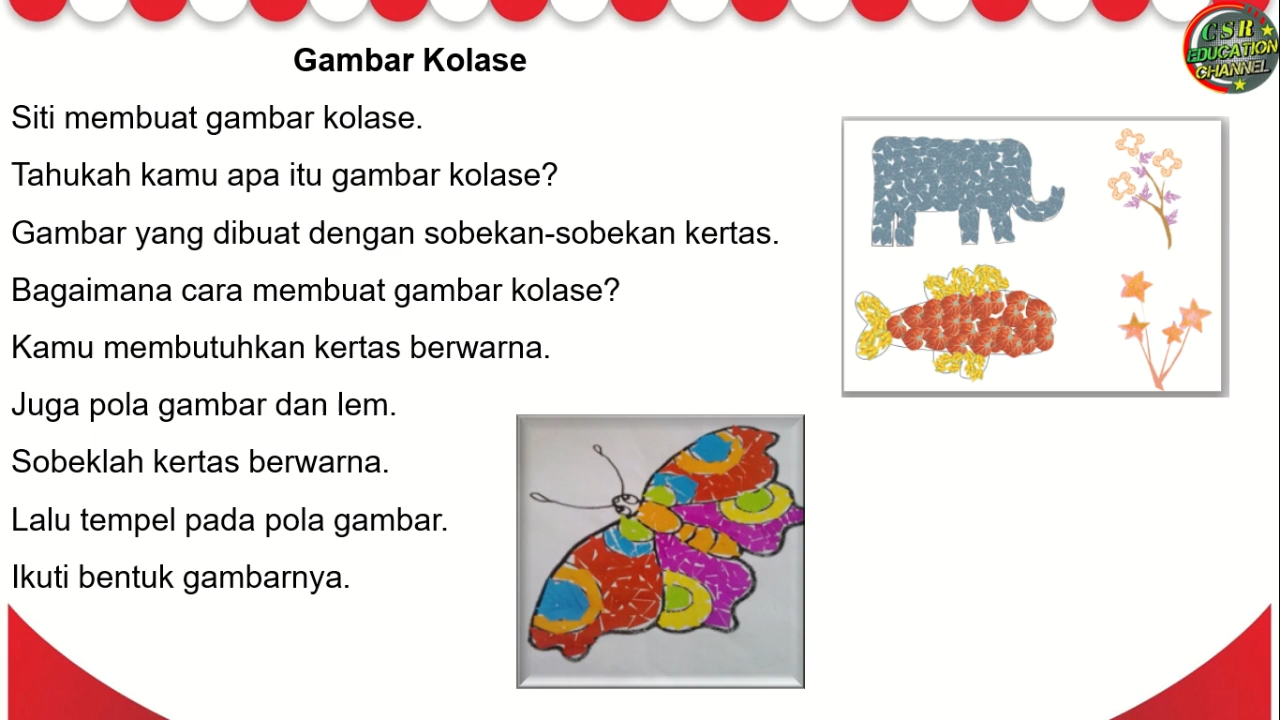 Gambar Kolase
Siti membuat gambar kolase.
Tahukah kamu apa itu gambar kolase?
Gambar yang dibuat dengan sobekan-sobekan kertas.
Bagaimana cara membuat gambar kolase?
Kamu membutuhkan kertas berwarna.
Juga pola gambar dan lem.
Sobeklah kertas berwarna.
Lalu tempel pada pola gambar.
Ikuti bentuk gambarnya.
GSR
EDUCATION
CHANNEL